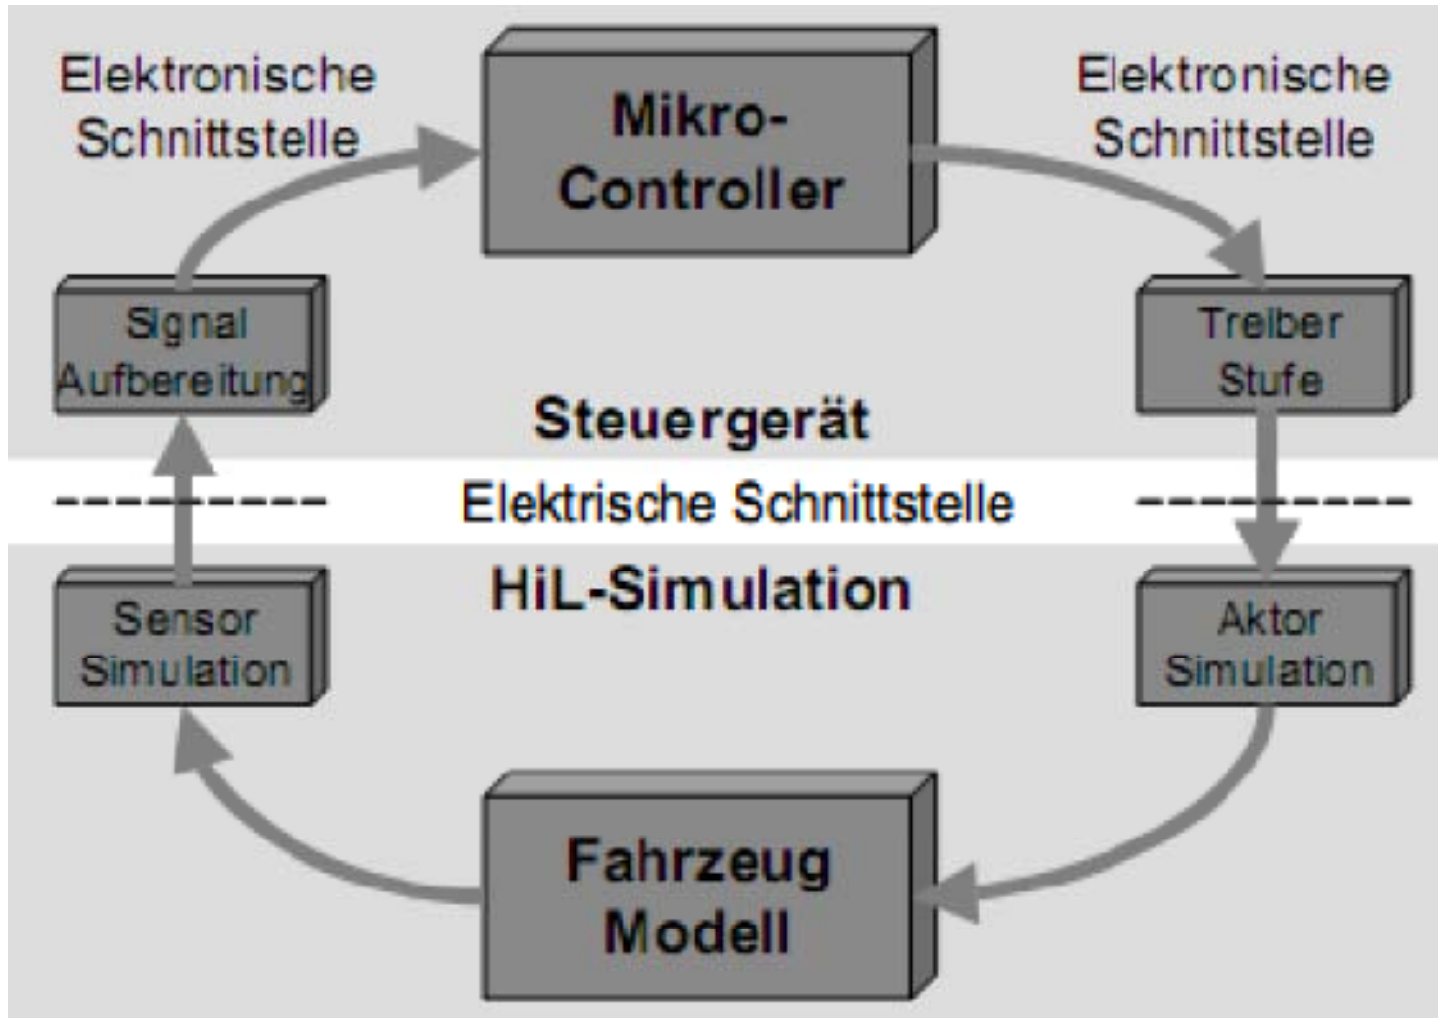 Elektronische
Schnittstelle
Mikro-
Controller
Elektronische
Schnittstelle
Signal
Aufbereitung
Treiber
Stufe
Steuergerät
Elektrische Schnittstelle
HiL-Simulation
Sensor
Simulation
Aktor
Simulation
Fahrzeug
Modell